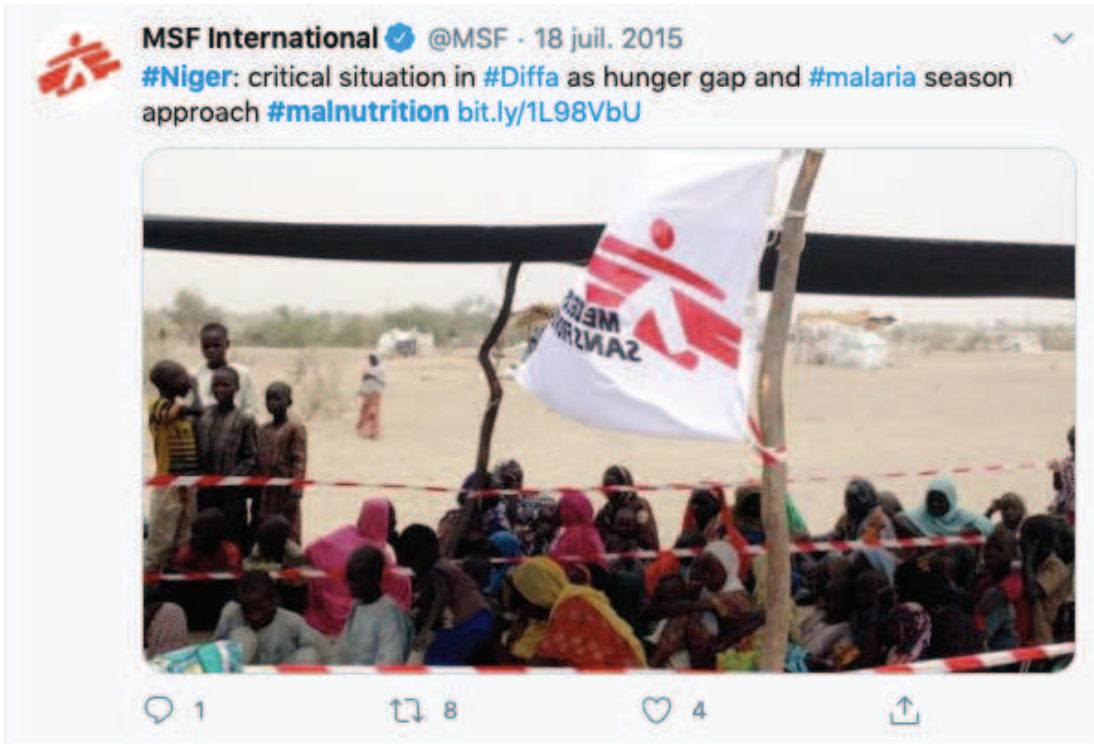 MSF International @MSF · 18 juil. 2015
#Niger: critical situation in #Diffa as hunger gap and #malaria season
approach #malnutrition bit.ly/1L98VbU
SANS
1
8
4